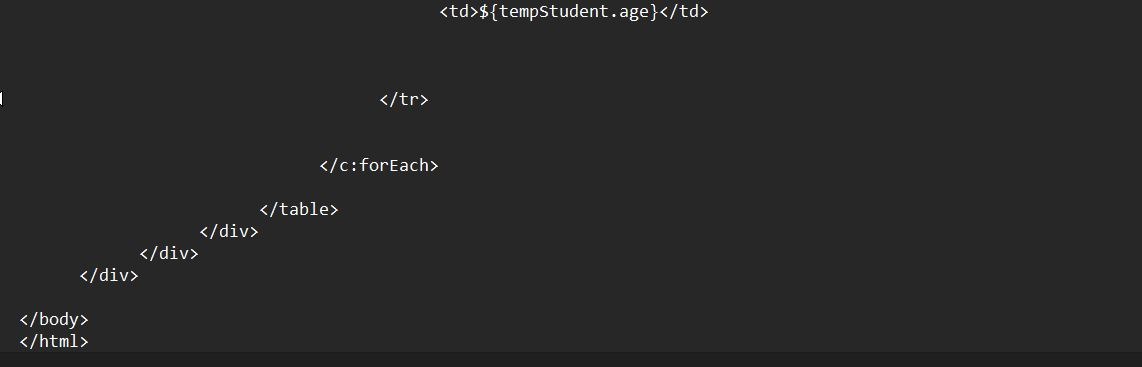 <td>${tempStudent.age}</td>
</tr>
</c:forEach>
</table>
</div>
</div>
</div>
</body>
</html>